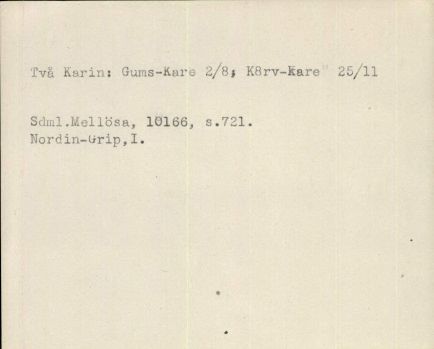 Två Karin: Gums-Kare 2/8; K8rv-Kare" 25/11
Sdml.Mellösa, 10166, s.721.
Nordin-Grip,I.